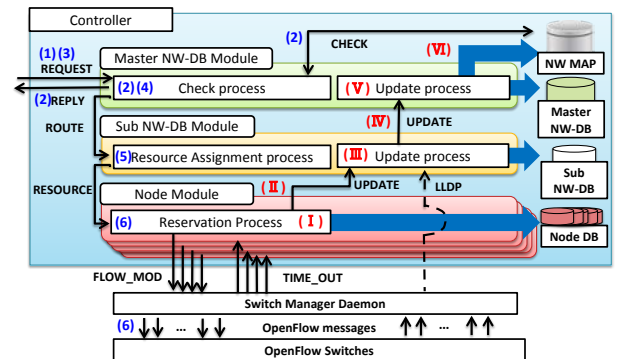 Controller
(1) (3)
REQUEST
(2)
CHECK
(VI)
NW MAP
Master NW-DB Module
(2) (4)
Check process
(V)
Update process
(2)
REPLY
ROUTE
(IV)
UPDATE
Master
NW-DB
Sub NW-DB Module
(5)
Resource Assignment process
(III)
Update process
Sub
NW-DB
RESOURCE
(II)
UPDATE
LLDP
Node Module
(6)
Reservation Process
(I)
Node DB
FLOW_MOD
TIME_OUT
Switch Manager Daemon
(6)
...
OpenFlow messages
...
OpenFlow Switches